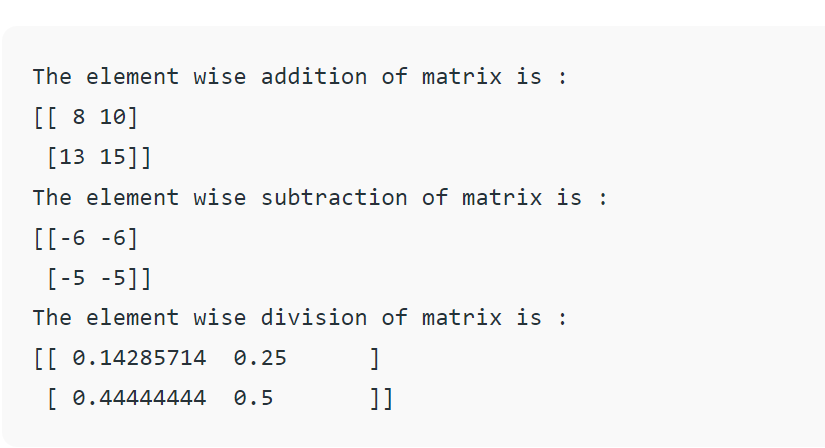 The element wise addition of matrix is :
[[ 8 10]
 [13 15]]
The element wise subtraction of matrix is :
[[-6 -6]
 [-5 -5]]
The element wise division of matrix is :
[[ 0.14285714  0.25      ]
 [ 0.44444444  0.5       ]]